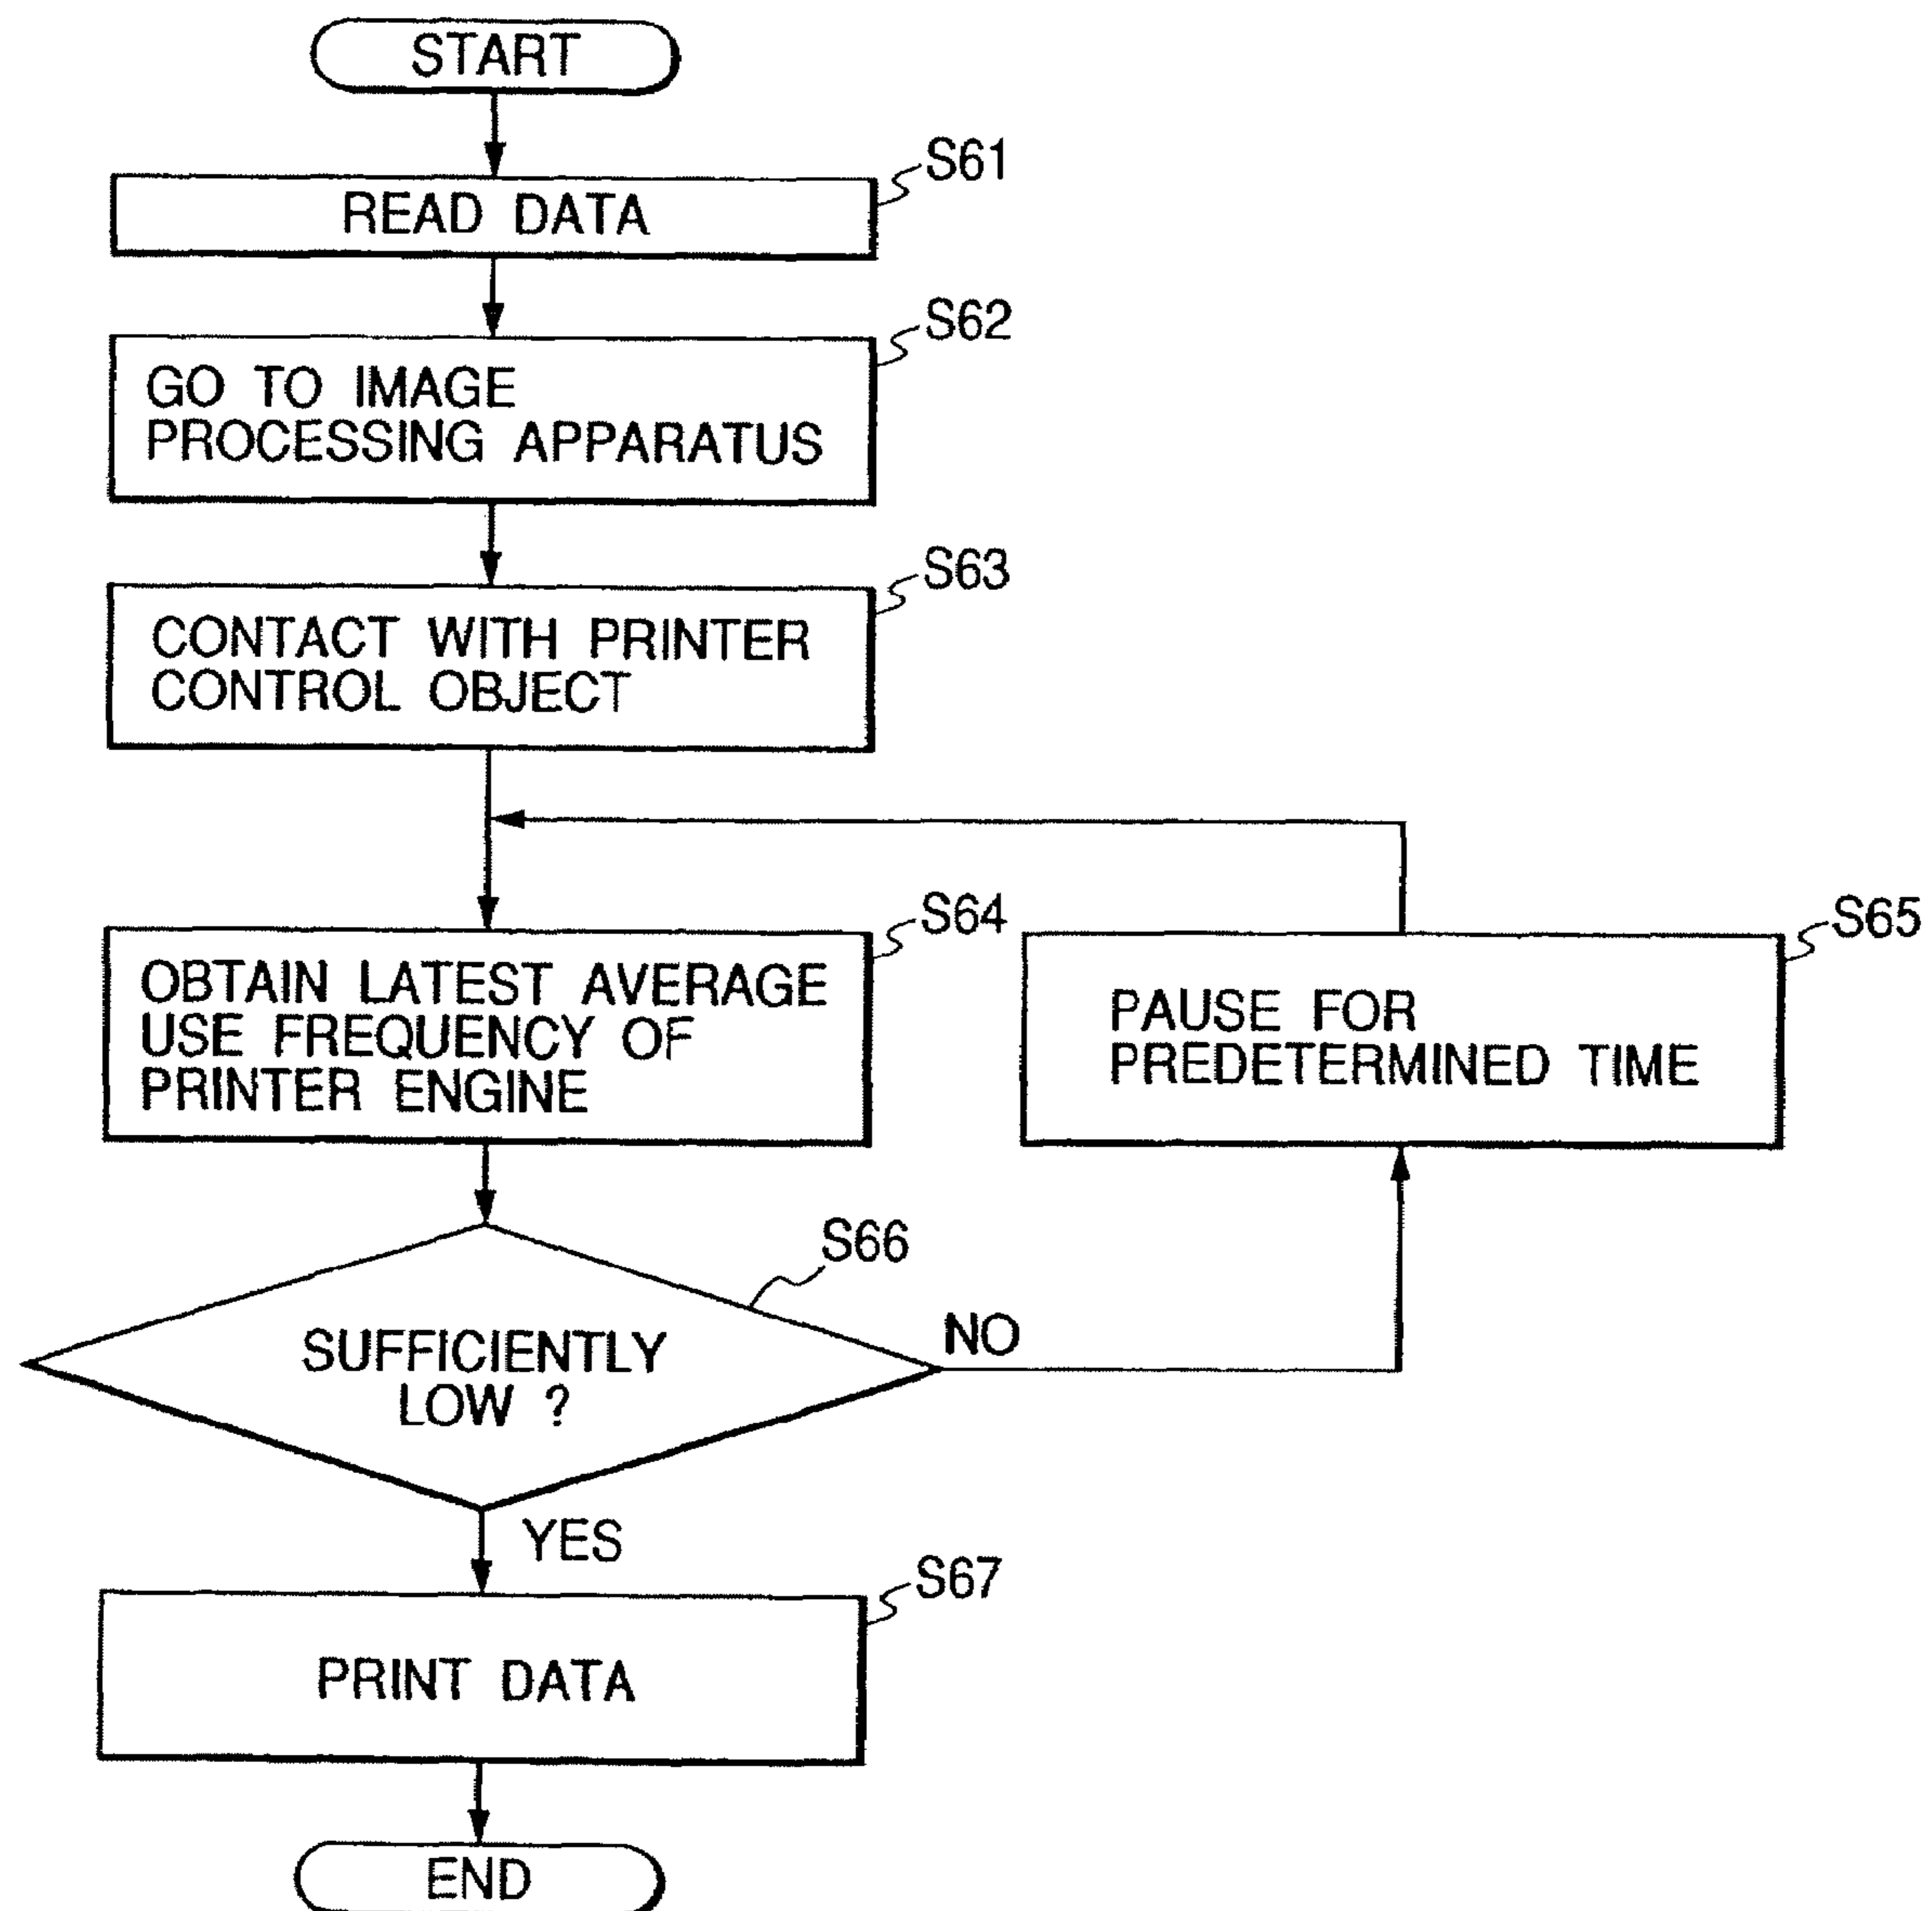 START
S61
READ DATA
S62
GO TO IMAGE
PROCESSING APPARATUS
S63
CONTACT WITH PRINTER
CONTROL OBJECT
S64
OBTAIN LATEST AVERAGE
USE FREQUENCY OF
PRINTER ENGINE
S65
PAUSE FOR
PREDETERMINED TIME
S66
SUFFICIENTLY
LOW ?
NO
YES
S67
PRINT DATA
END